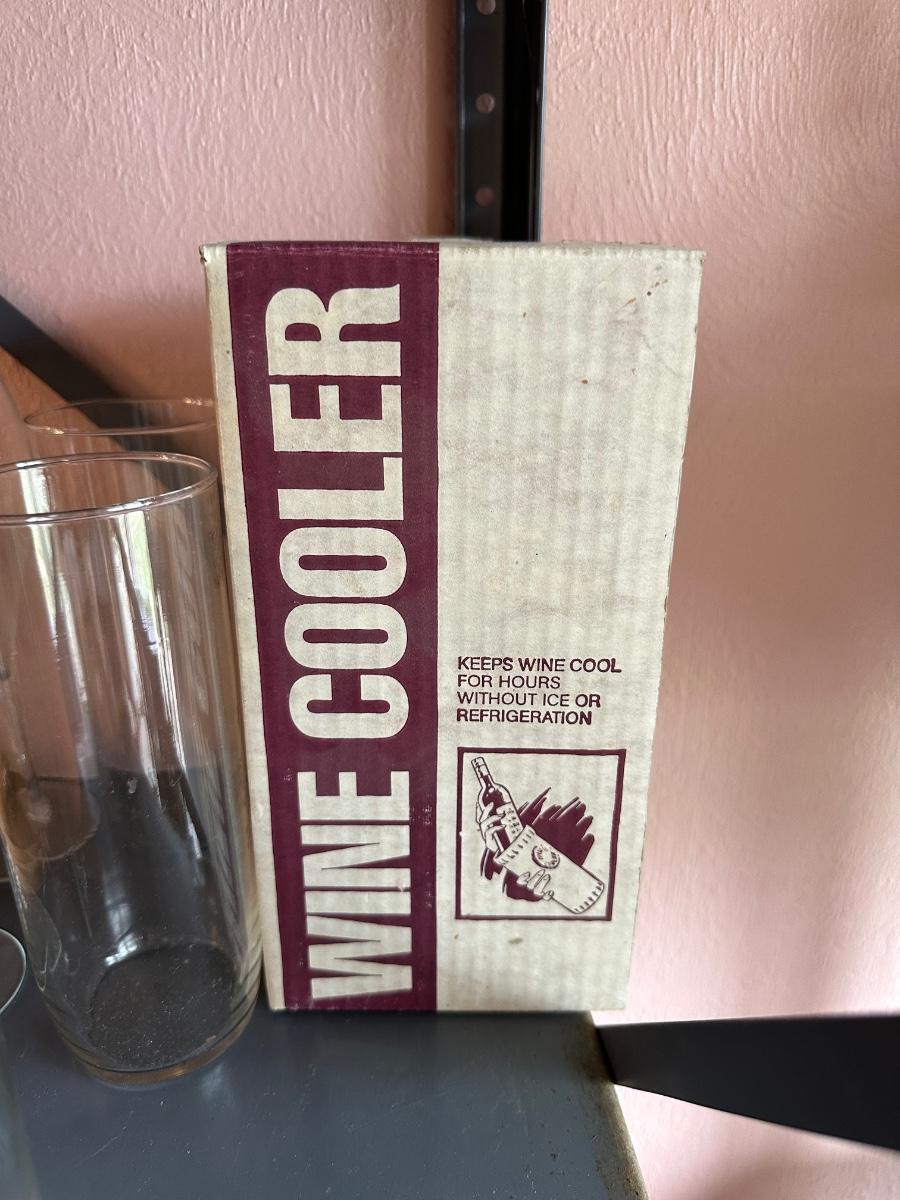 WINE COOLER
KEEPS WINE COOL
FOR HOURS
WITHOUT ICE OR
REFRIGERATION